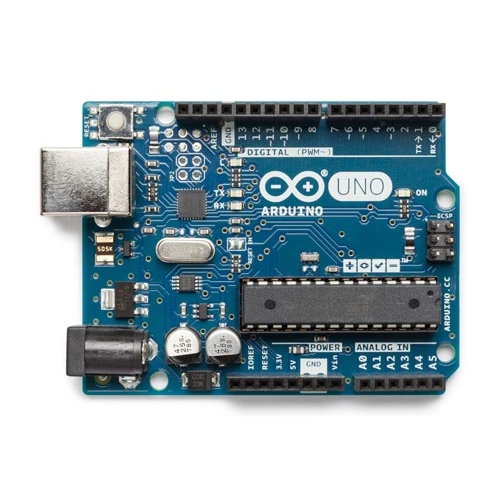 RESET
AREF
GND
13
12
~11
~10
~9
8
7
~6
~5
4
~3
2
TX→1
RX←0
DIGITAL (PWM~)
TX
RX
L
UNO
ON
ARDUINO
ICSP
RESET
ARDUINO.CC
IOREF
RESET
3.3V
5V
GND
Vin
POWER
ANALOG IN
A0
A1
A2
A3
A4
A5